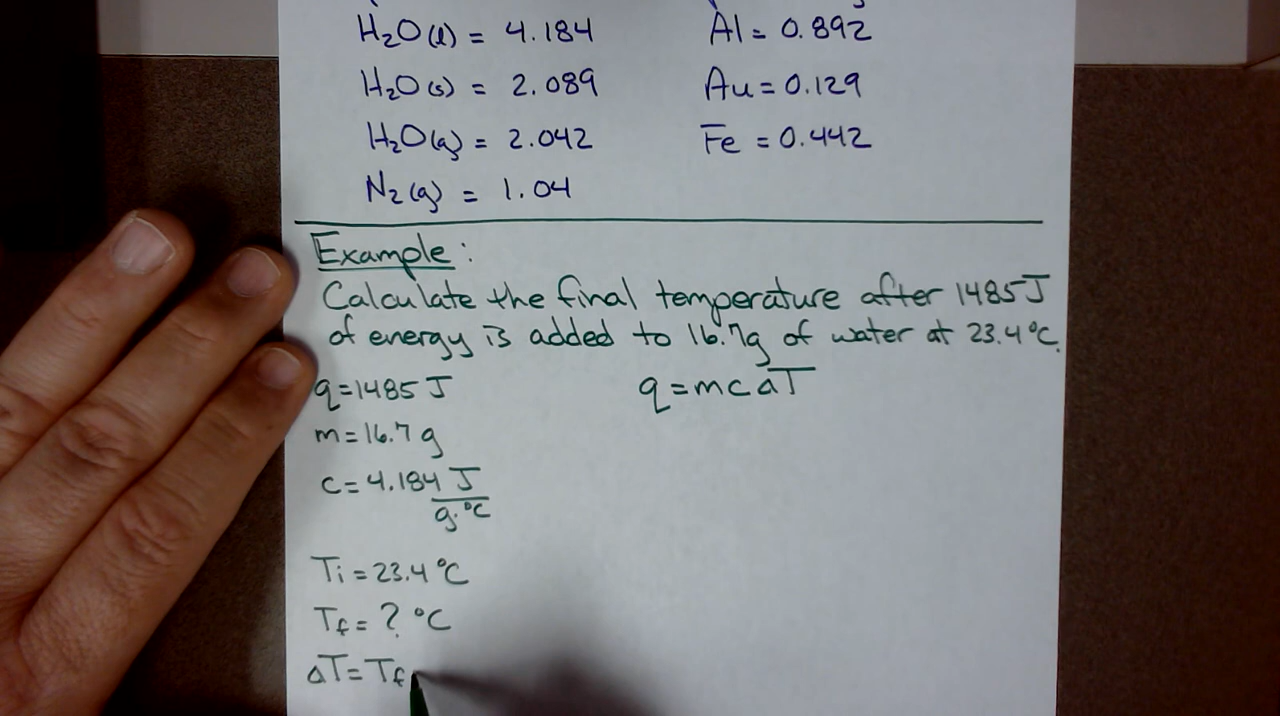 H₂O(l) = 4.184 Al = 0.892
H₂O(s) = 2.089 Au = 0.129
H₂O(g) = 2.042 Fe = 0.442
N₂(g) = 1.04
Example:
Calculate the final temperature after 1485 J
of energy is added to 16.7g of water at 23.4°C.
q = 1485 J q = mcΔT
m = 16.7 g
c = 4.184 J
g·°C
Ti = 23.4 °C
Tf = ? °C
ΔT = Tf